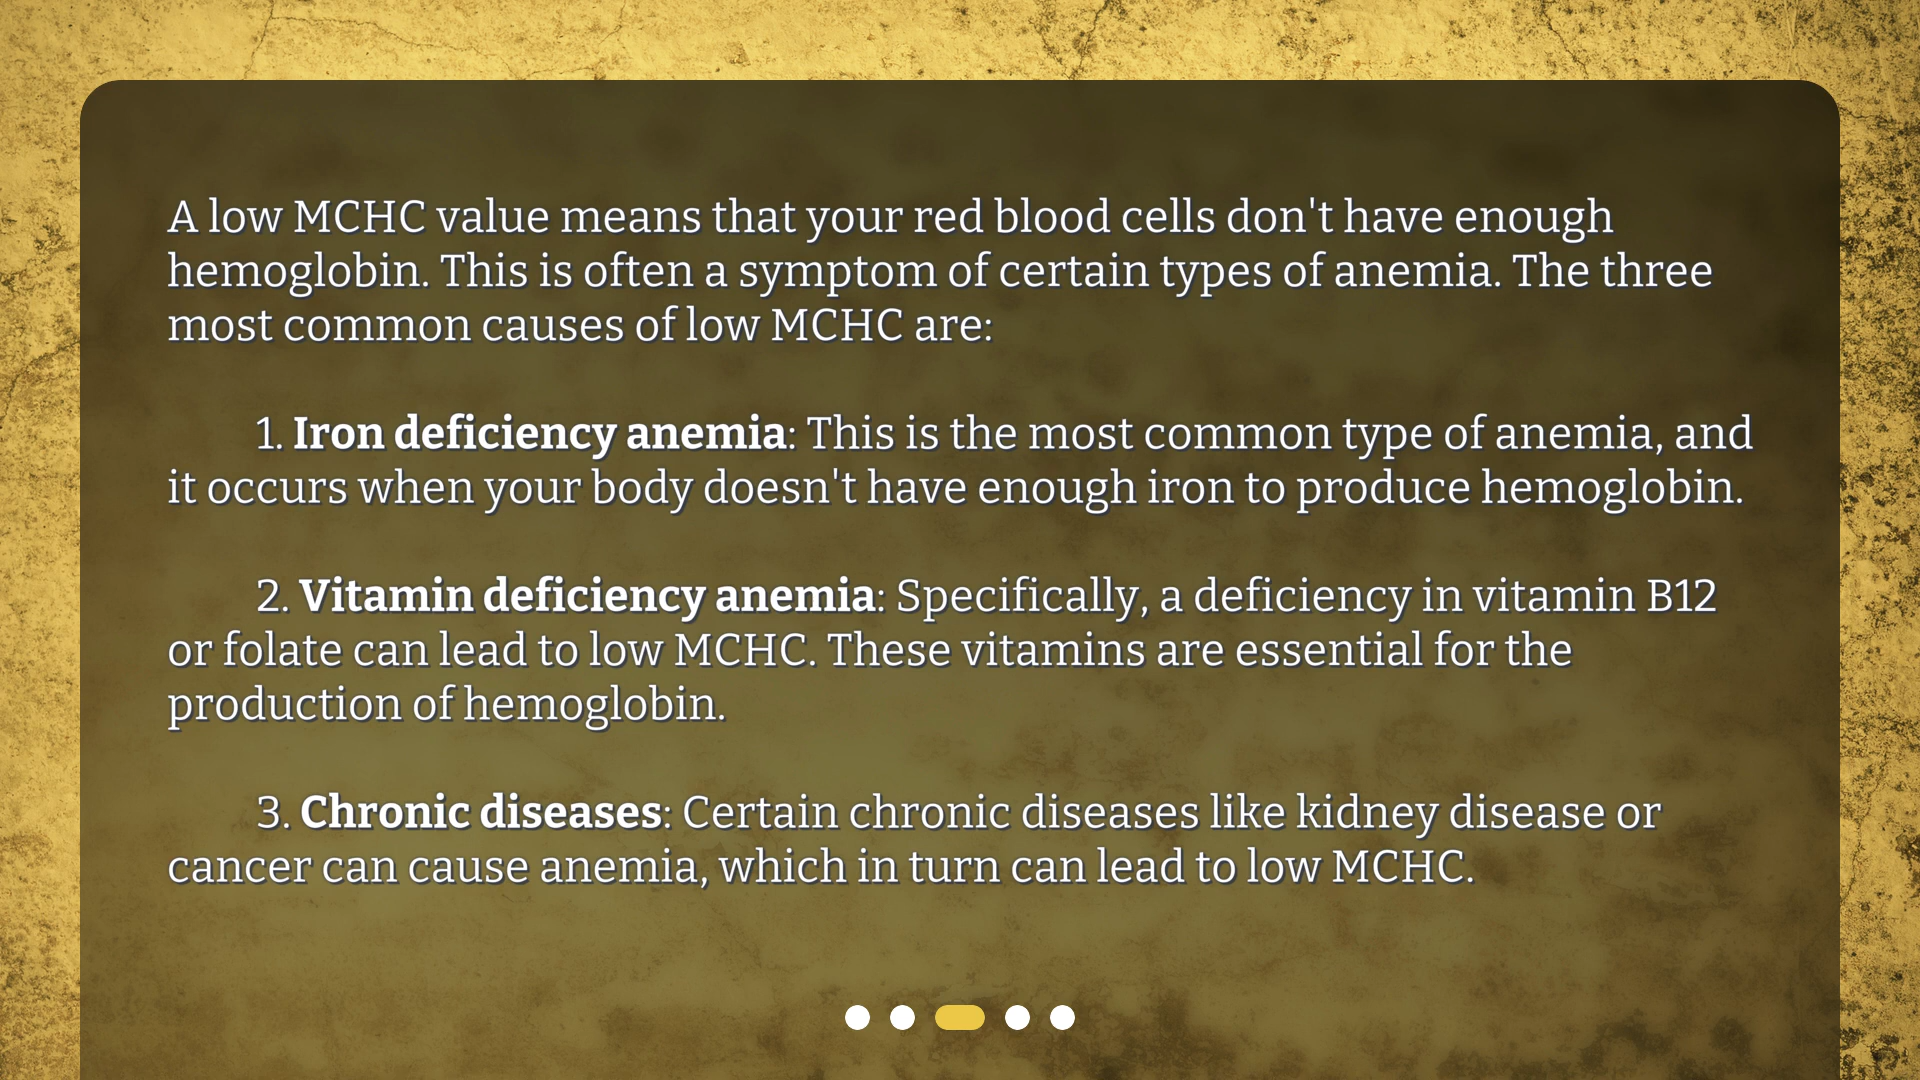 A low MCHC value means that your red blood cells don't have enough
hemoglobin. This is often a symptom of certain types of anemia. The three
most common causes of low MCHC are:
1. Iron deficiency anemia: This is the most common type of anemia, and
it occurs when your body doesn't have enough iron to produce hemoglobin.
2. Vitamin deficiency anemia: Specifically, a deficiency in vitamin B12
or folate can lead to low MCHC. These vitamins are essential for the
production of hemoglobin.
3. Chronic diseases: Certain chronic diseases like kidney disease or
cancer can cause anemia, which in turn can lead to low MCHC.